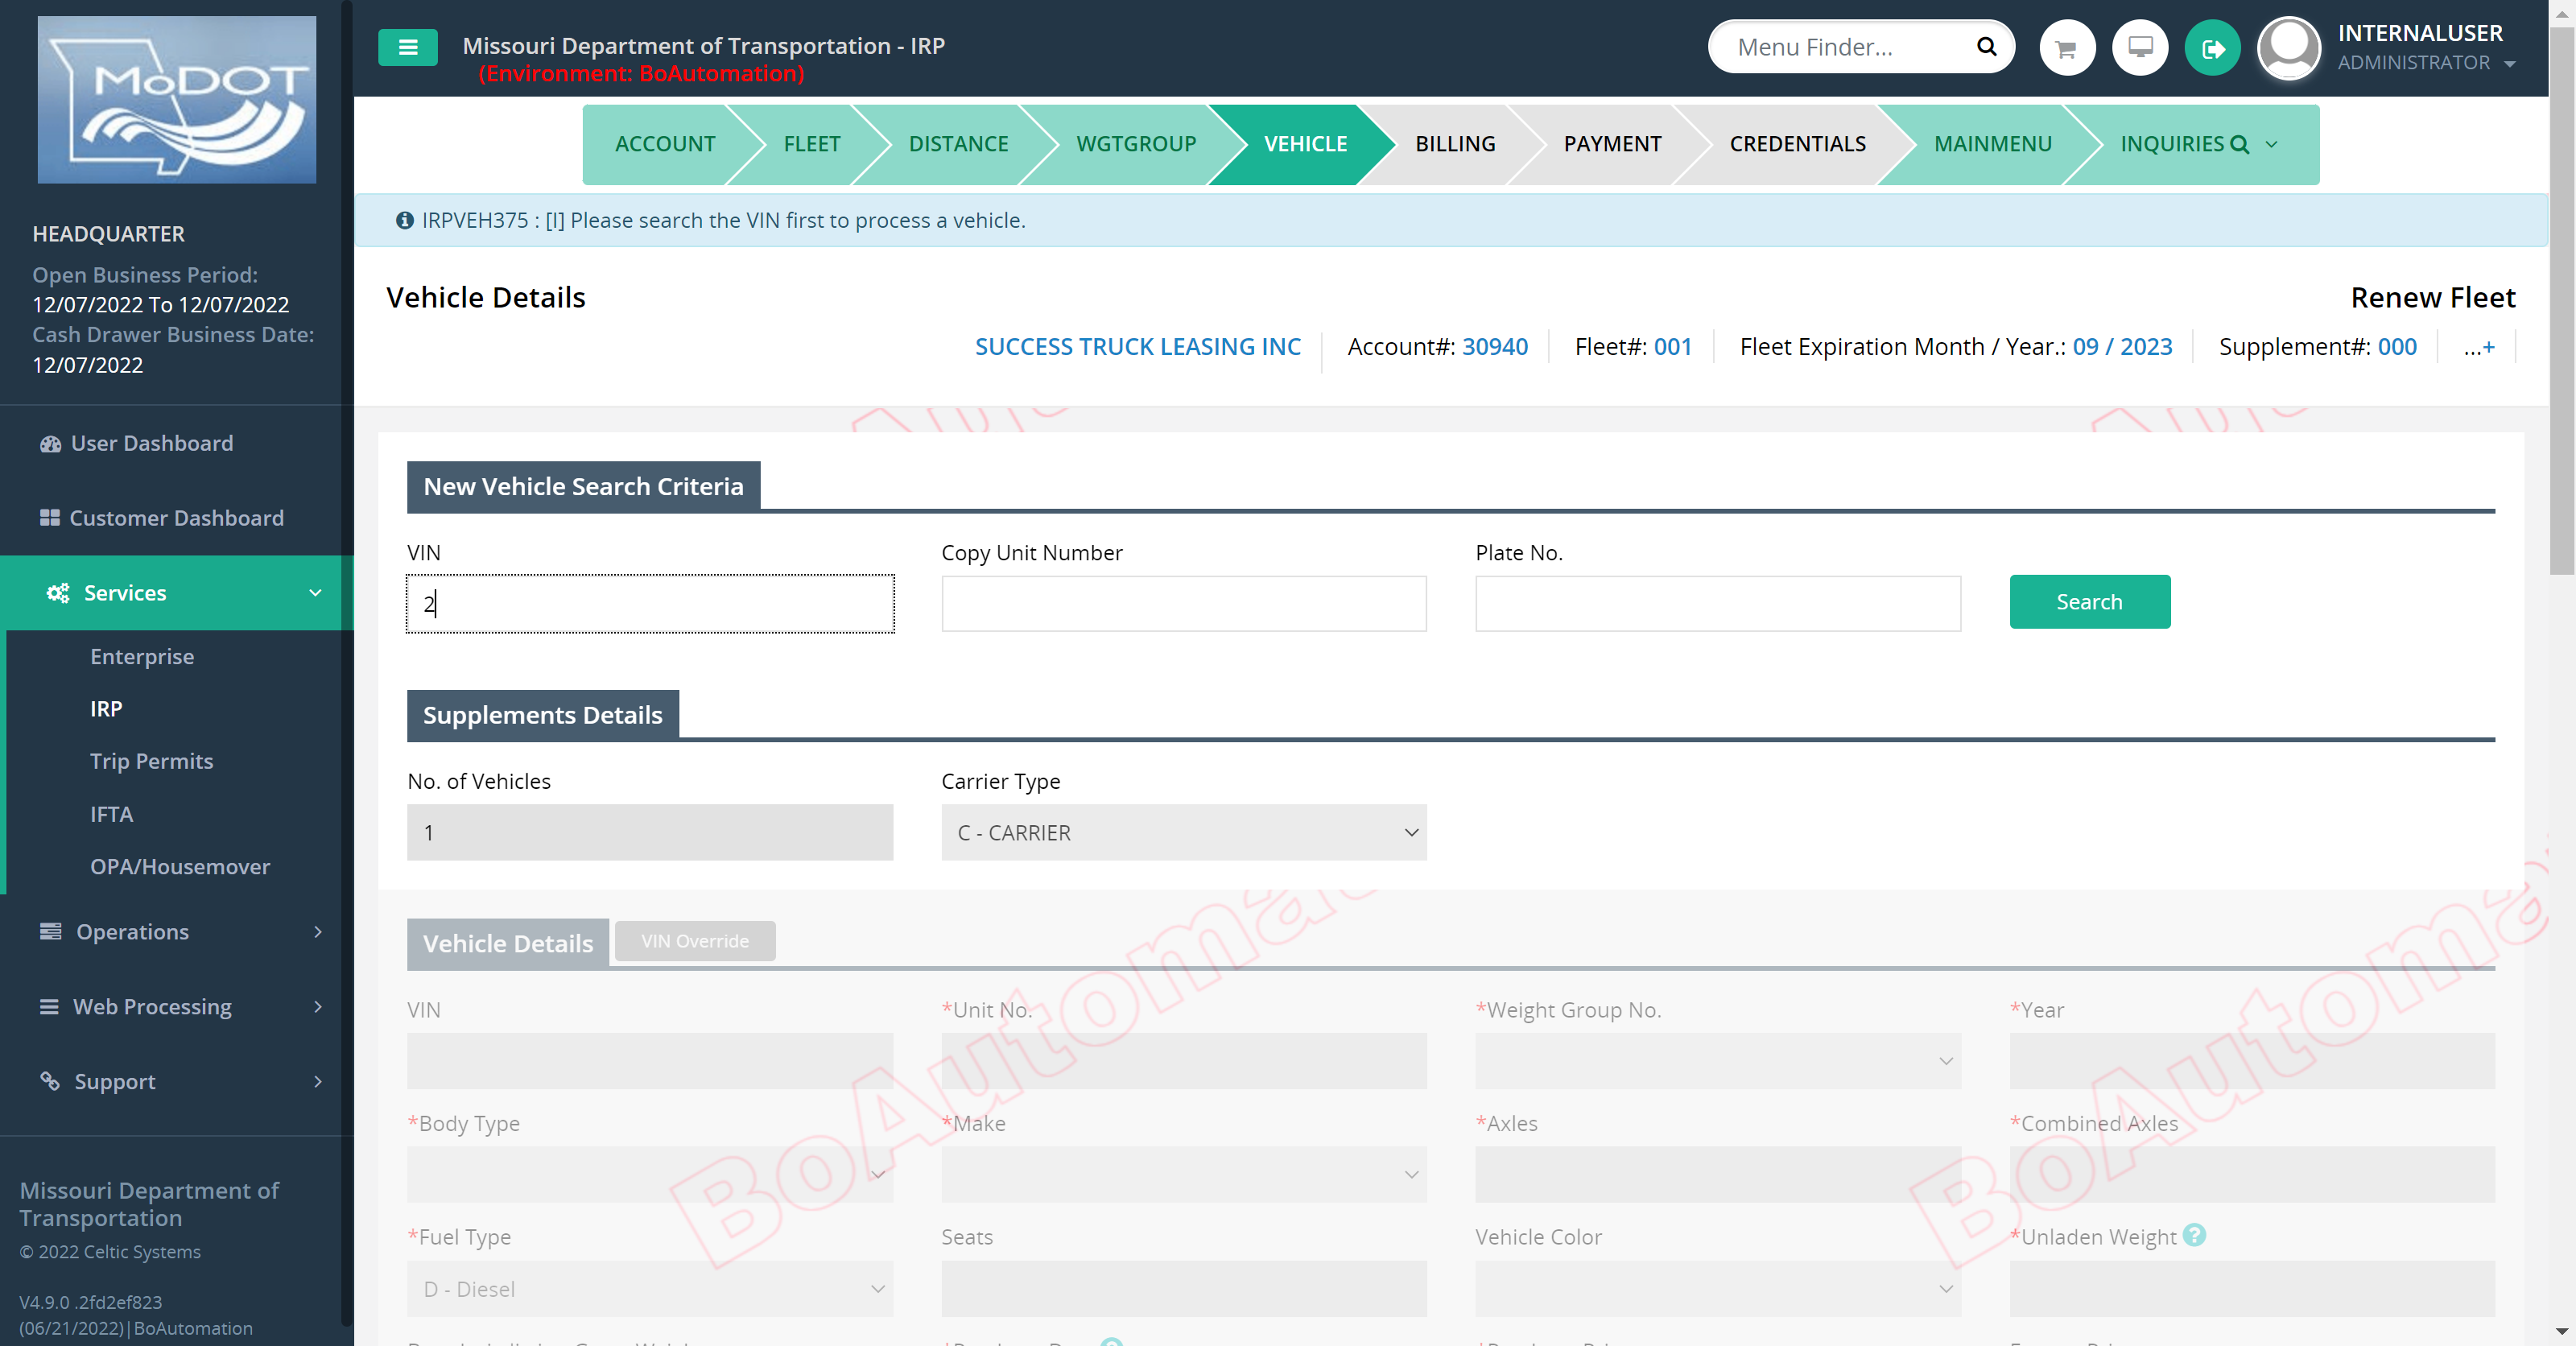 MoDOT
Missouri Department of Transportation - IRP
(Environment: BoAutomation)
Menu Finder...
INTERNALUSER
ADMINISTRATOR
ACCOUNT
FLEET
DISTANCE
WGTGROUP
VEHICLE
BILLING
PAYMENT
CREDENTIALS
MAINMENU
INQUIRIES
IRPVEH375 : [I] Please search the VIN first to process a vehicle.
HEADQUARTER
Open Business Period:
12/07/2022 To 12/07/2022
Cash Drawer Business Date:
12/07/2022
User Dashboard
Customer Dashboard
Services
Enterprise
IRP
Trip Permits
IFTA
OPA/Housemover
Operations
Web Processing
Support
Missouri Department of
Transportation
© 2022 Celtic Systems
V4.9.0 .2fd2ef823
(06/21/2022)|BoAutomation
Vehicle Details
Renew Fleet
SUCCESS TRUCK LEASING INC
Account#: 30940
Fleet#: 001
Fleet Expiration Month / Year.: 09 / 2023
Supplement#: 000
...+
New Vehicle Search Criteria
VIN
Copy Unit Number
Plate No.
2
Search
Supplements Details
No. of Vehicles
Carrier Type
1
C - CARRIER
Vehicle Details
VIN Override
VIN
*Unit No.
*Weight Group No.
*Year
*Body Type
*Make
*Axles
*Combined Axles
*Fuel Type
Seats
Vehicle Color
*Unladen Weight
D - Diesel
BoAutoma
BoAutoma